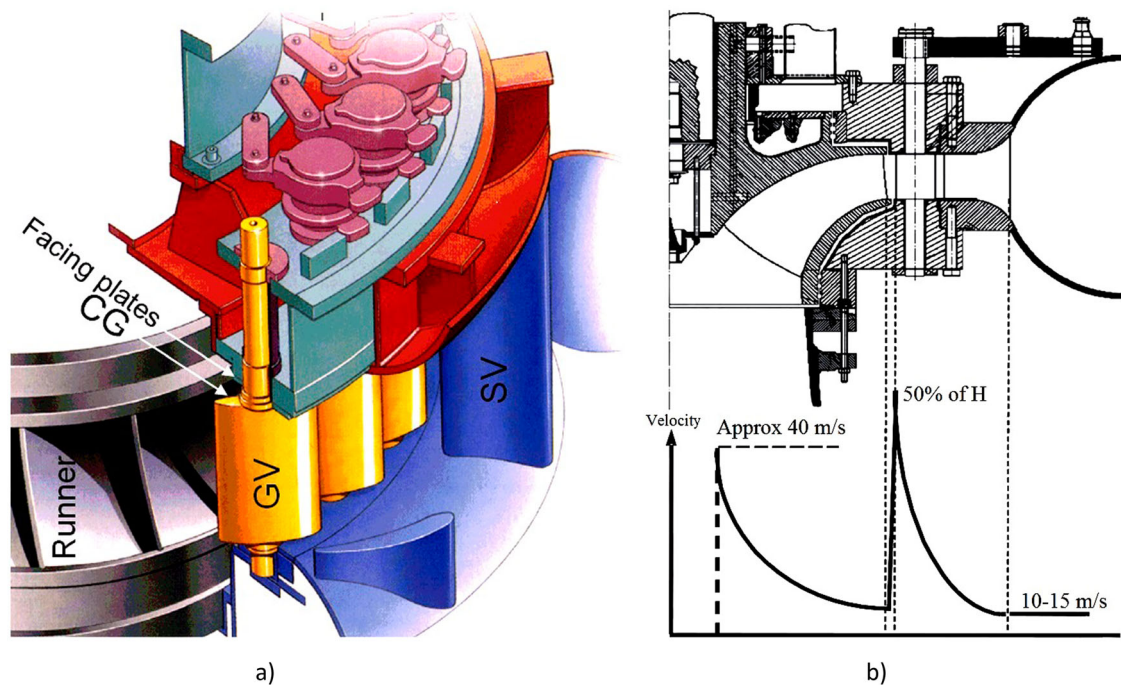 Facing plates
CG
Runner
GV
SV
a)
Velocity
Approx 40 m/s
50% of H
10-15 m/s
b)